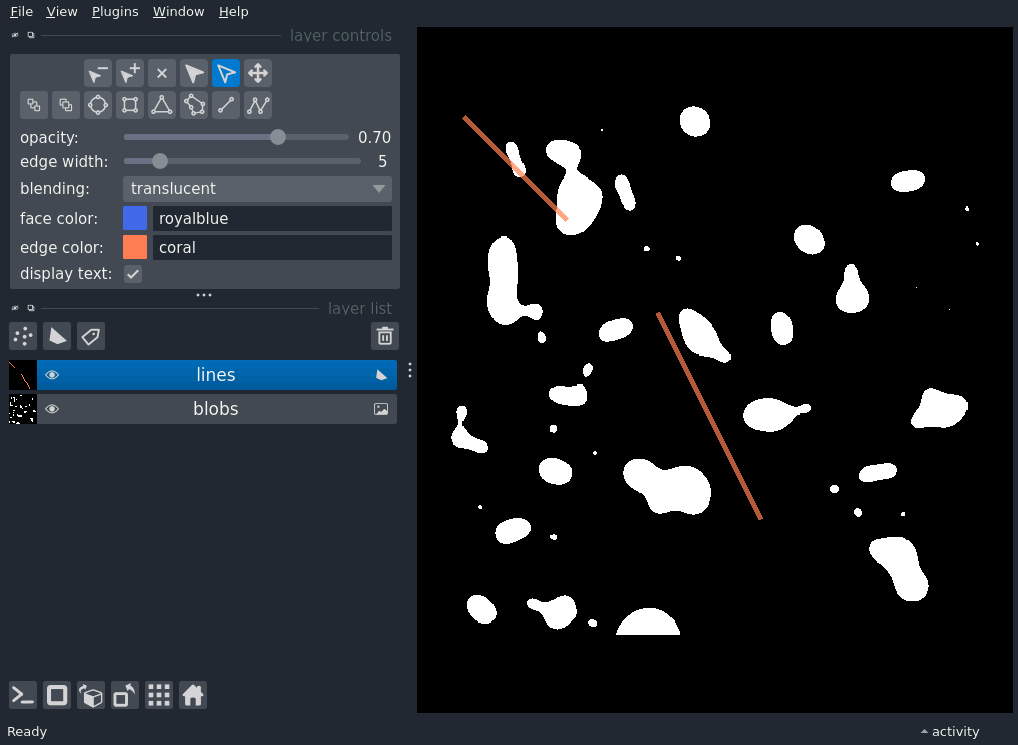 File View Plugins Window Help
layer controls
opacity: 0.70
edge width: 5
blending: translucent
face color: royalblue
edge color: coral
display text:
layer list
lines
blobs
Ready
activity